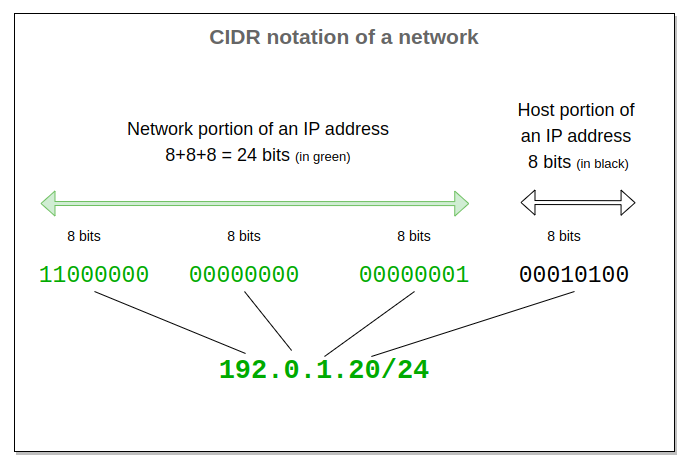 CIDR notation of a network
Network portion of an IP address
8+8+8 = 24 bits (in green)
Host portion of
an IP address
8 bits (in black)
8 bits 8 bits 8 bits 8 bits
11000000 00000000 00000001 00010100
192.0.1.20/24